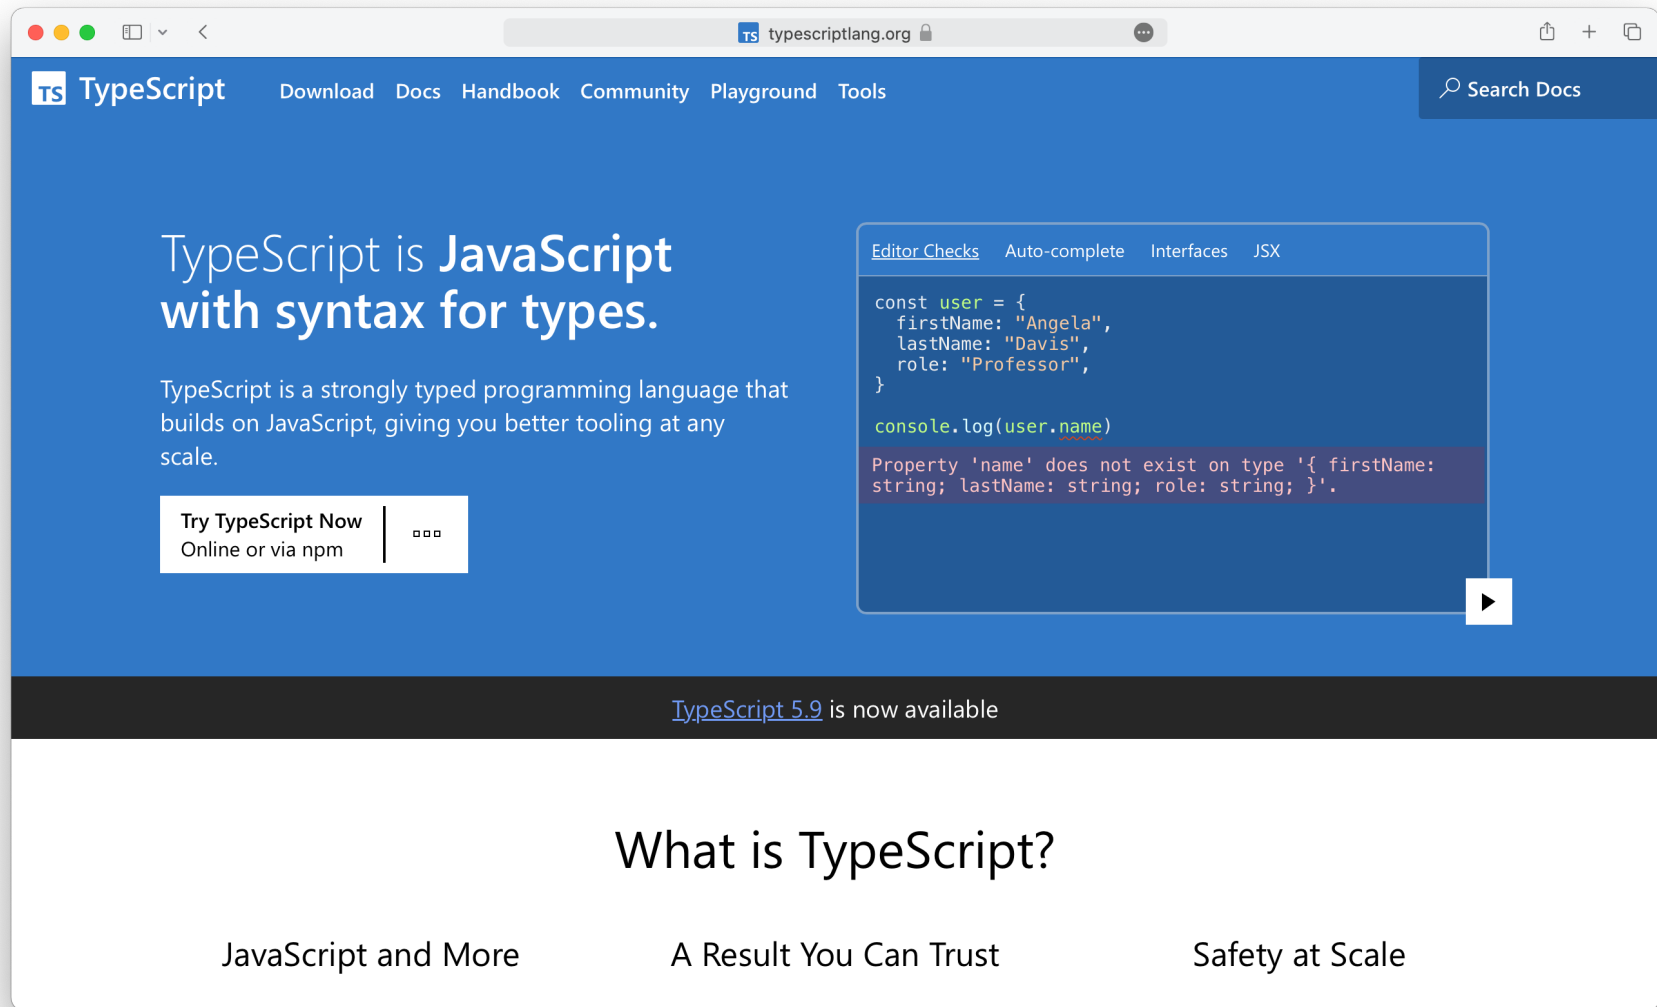 TS typescriptlang.org
TS TypeScript Download Docs Handbook Community Playground Tools Search Docs
TypeScript is JavaScript
with syntax for types.
TypeScript is a strongly typed programming language that
builds on JavaScript, giving you better tooling at any
scale.
Try TypeScript Now
Online or via npm
Editor Checks Auto-complete Interfaces JSX
const user = {
  firstName: "Angela",
  lastName: "Davis",
  role: "Professor",
}
console.log(user.name)
Property 'name' does not exist on type '{ firstName:
string; lastName: string; role: string; }'.
TypeScript 5.9 is now available
What is TypeScript?
JavaScript and More
A Result You Can Trust
Safety at Scale